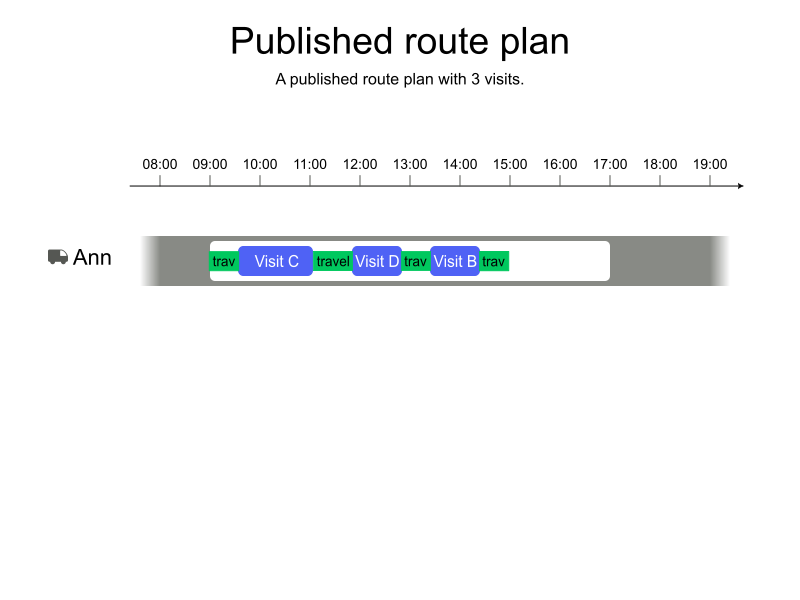 Published route plan
A published route plan with 3 visits.
08:00 09:00 10:00 11:00 12:00 13:00 14:00 15:00 16:00 17:00 18:00 19:00
Ann trav Visit C travel Visit D trav Visit B trav